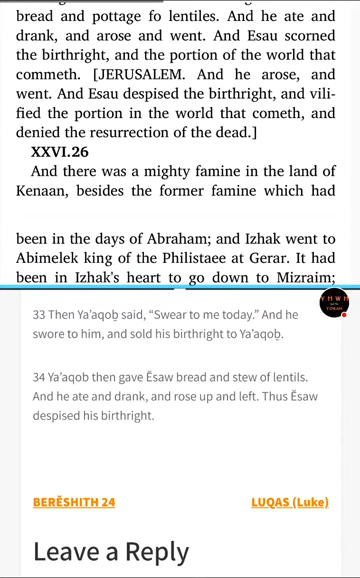 bread and pottage fo lentiles. And he ate and
drank, and arose and went. And Esau scorned
the birthright, and the portion of the world that
commeth. [JERUSALEM. And he arose, and
went. And Esau despised the birthright, and vili-
fied the portion in the world that cometh, and
denied the resurrection of the dead.]
XXVI.26
And there was a mighty famine in the land of
Kenaan, besides the former famine which had
been in the days of Abraham; and Izhak went to
Abimelek king of the Philistaee at Gerar. It had
been in Izhak's heart to go down to Mizraim;
YHWH
TORAH
33 Then Ya’aqoḇ said, “Swear to me today.” And he
swore to him, and sold his birthright to Ya’aqoḇ.
34 Ya’aqob then gave Ĕsaw bread and stew of lentils.
And he ate and drank, and rose up and left. Thus Ĕsaw
despised his birthright.
BERĔSHITH 24
LUQAS (Luke)
Leave a Reply